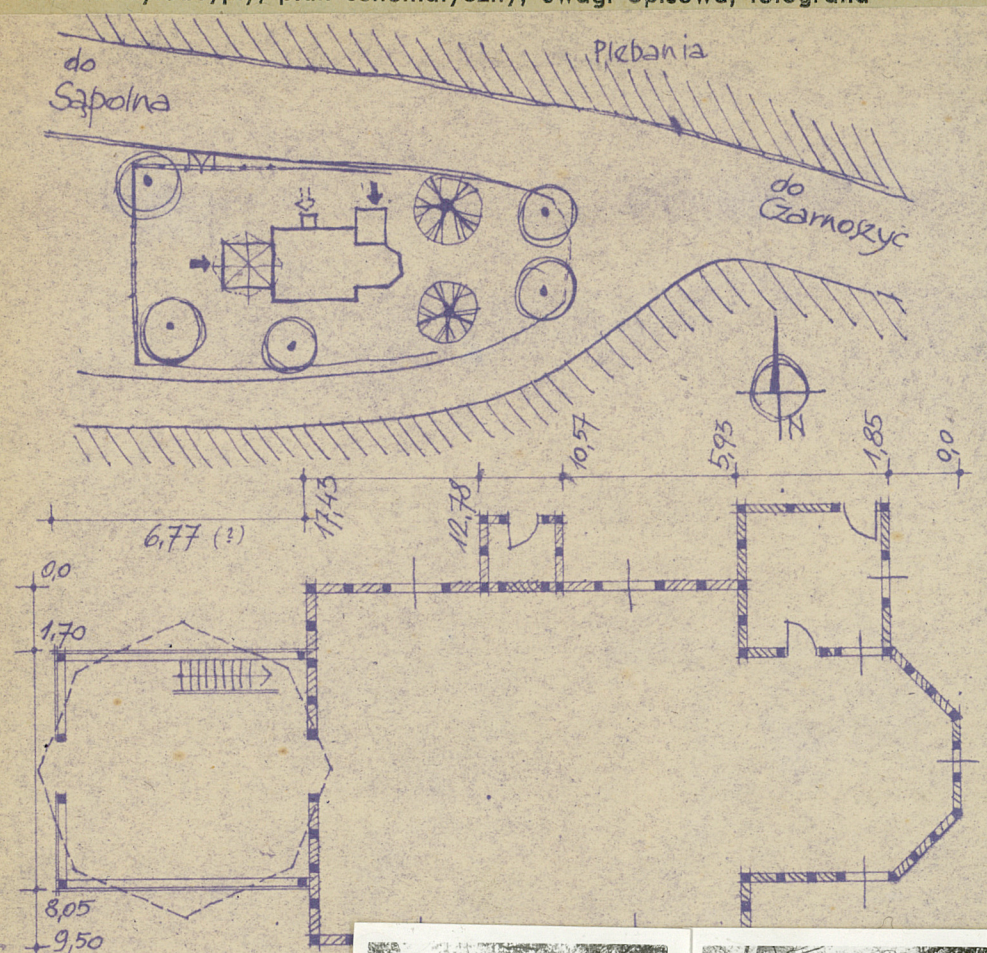 Plebania
do
Sąpolna
do
Czarnoszyc
N
10,57
5,93
1,85
0,0
17,43
12,78
6,77 (?)
0,0
1,70
8,05
9,50